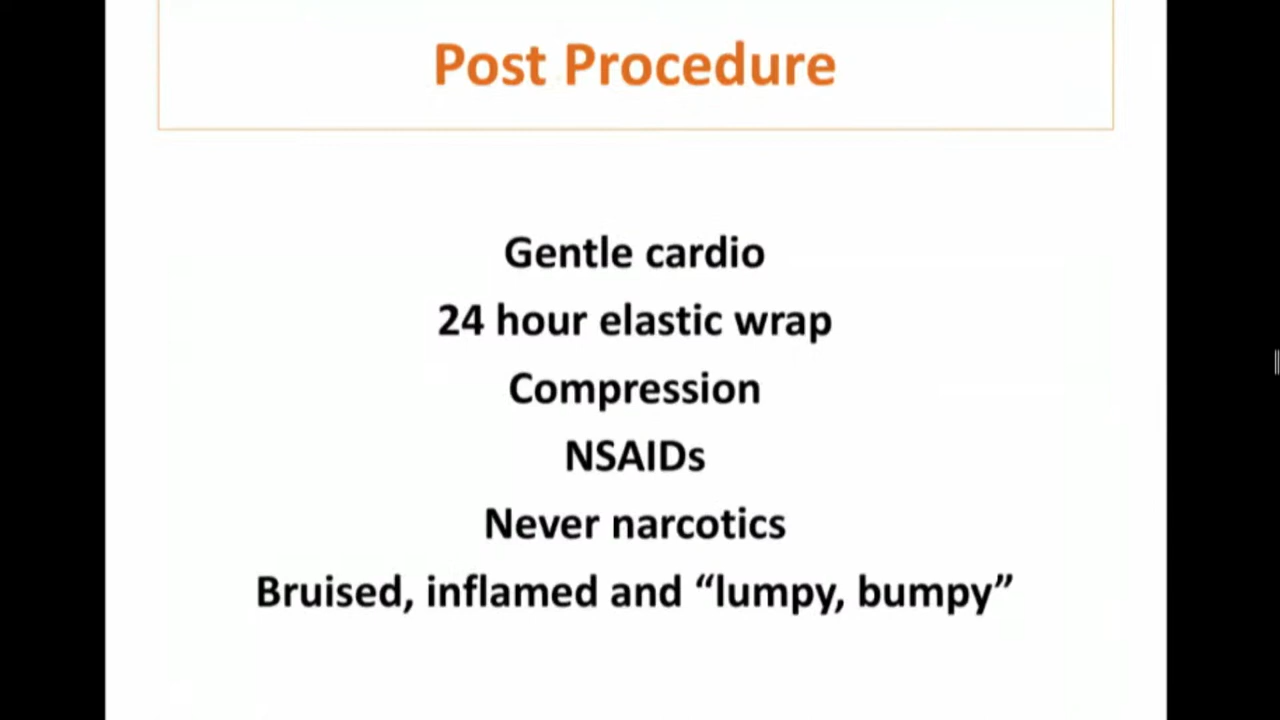 Post Procedure
Gentle cardio
24 hour elastic wrap
Compression
NSAIDs
Never narcotics
Bruised, inflamed and “lumpy, bumpy”